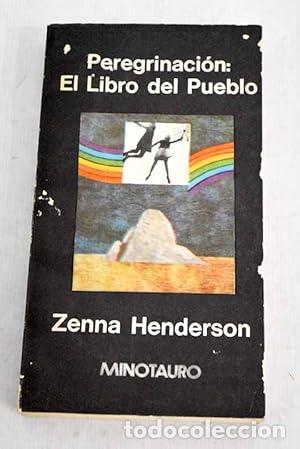 Peregrinación:
El Libro del Pueblo
Zenna Henderson
MINOTAURO
todocoleccion